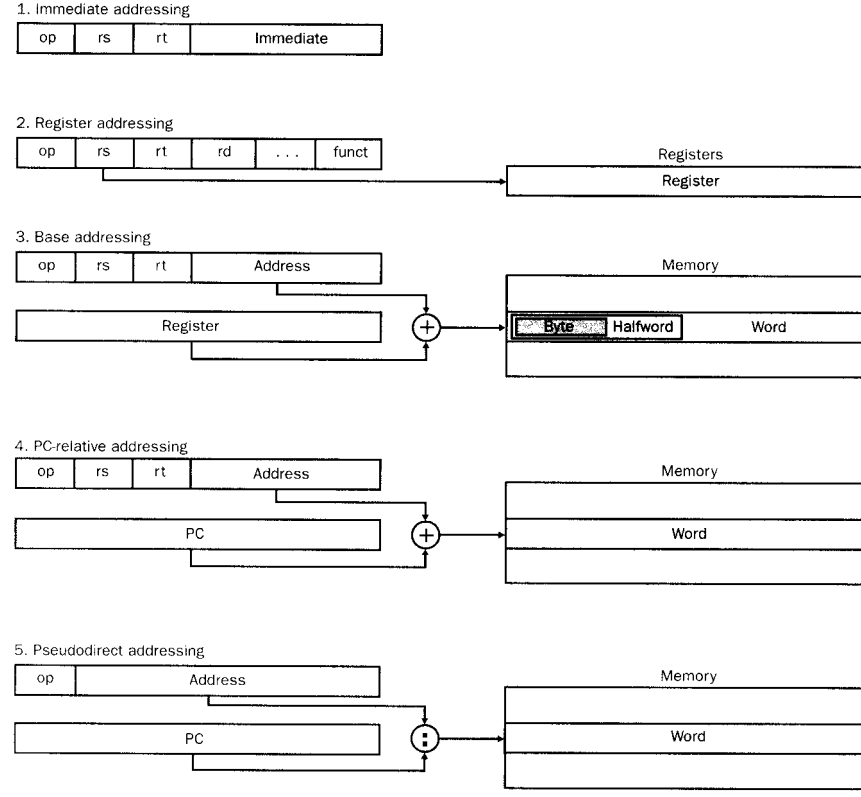 1. Immediate addressing
op rs rt Immediate
2. Register addressing
op rs rt rd . . . funct
Registers
Register
3. Base addressing
op rs rt Address
Memory
Register
+
Byte Halfword Word
4. PC-relative addressing
op rs rt Address
Memory
PC
+
Word
5. Pseudodirect addressing
op Address
Memory
PC
:
Word